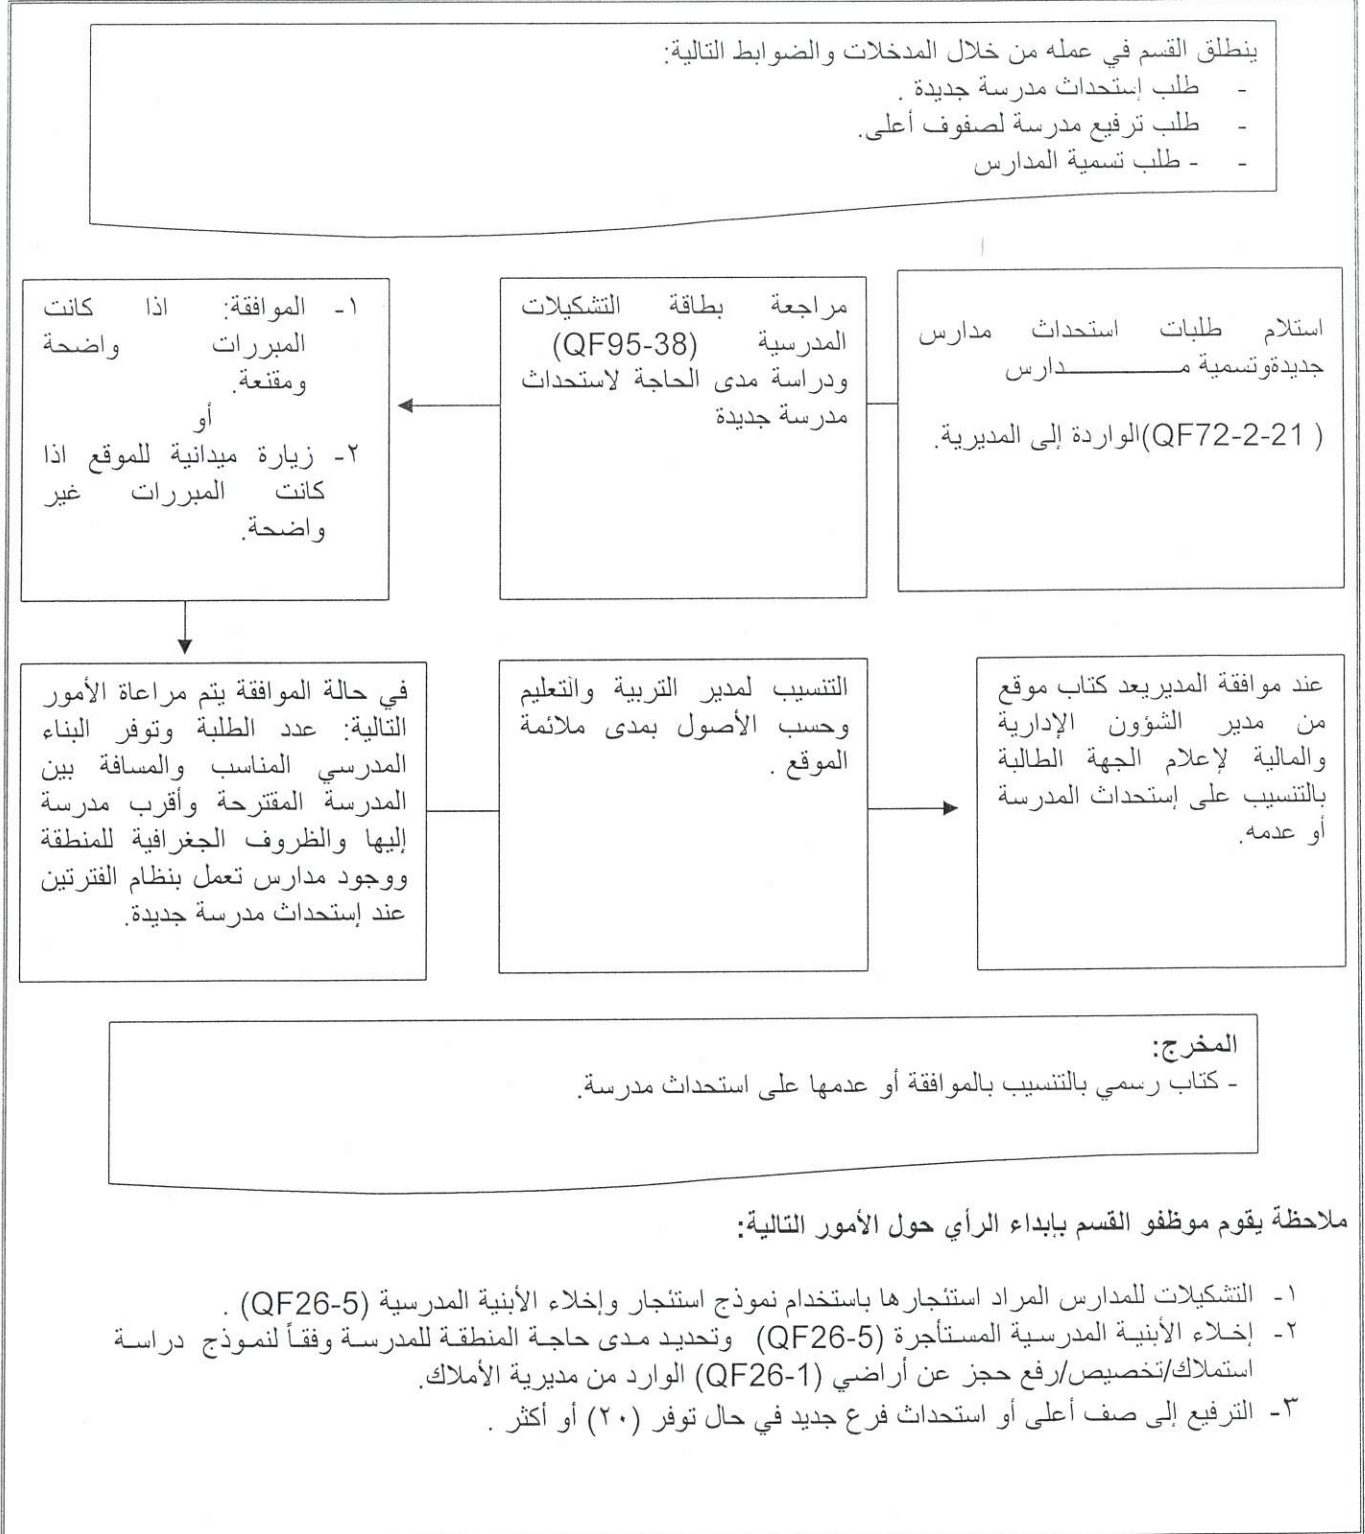 ينطلق القسم في عمله من خلال المدخلات والضوابط التالية:
- طلب إستحداث مدرسة جديدة .
- طلب ترفيع مدرسة لصفوف أعلى.
- - طلب تسمية المدارس
استلام طلبات استحداث مدارس
جديدةوتسمية مــــــــــــدارس
( QF72-2-21)الواردة إلى المديرية.
مراجعة بطاقة التشكيلات
المدرسية (QF95-38)
ودراسة مدى الحاجة لاستحداث
مدرسة جديدة
١- الموافقة: اذا كانت
المبررات واضحة
ومقنعة.
أو
٢- زيارة ميدانية للموقع اذا
كانت المبررات غير
واضحة.
في حالة الموافقة يتم مراعاة الأمور
التالية: عدد الطلبة وتوفر البناء
المدرسي المناسب والمسافة بين
المدرسة المقترحة وأقرب مدرسة
إليها والظروف الجغرافية للمنطقة
ووجود مدارس تعمل بنظام الفترتين
عند إستحداث مدرسة جديدة.
التنسيب لمدير التربية والتعليم
وحسب الأصول بمدى ملائمة
الموقع .
عند موافقة المديريعد كتاب موقع
من مدير الشؤون الإدارية
والمالية لإعلام الجهة الطالبة
بالتنسيب على إستحداث المدرسة
أو عدمه.
المخرج:
- كتاب رسمي بالتنسيب بالموافقة أو عدمها على استحداث مدرسة.
ملاحظة يقوم موظفو القسم بإبداء الرأي حول الأمور التالية:
١- التشكيلات للمدارس المراد استئجارها باستخدام نموذج استئجار وإخلاء الأبنية المدرسية (QF26-5) .
٢- إخلاء الأبنية المدرسية المستأجرة (QF26-5) وتحديد مدى حاجة المنطقة للمدرسة وفقاً لنموذج دراسة
استملاك/تخصيص/رفع حجز عن أراضي (QF26-1) الوارد من مديرية الأملاك.
٣- الترفيع إلى صف أعلى أو استحداث فرع جديد في حال توفر (٢٠) أو أكثر .